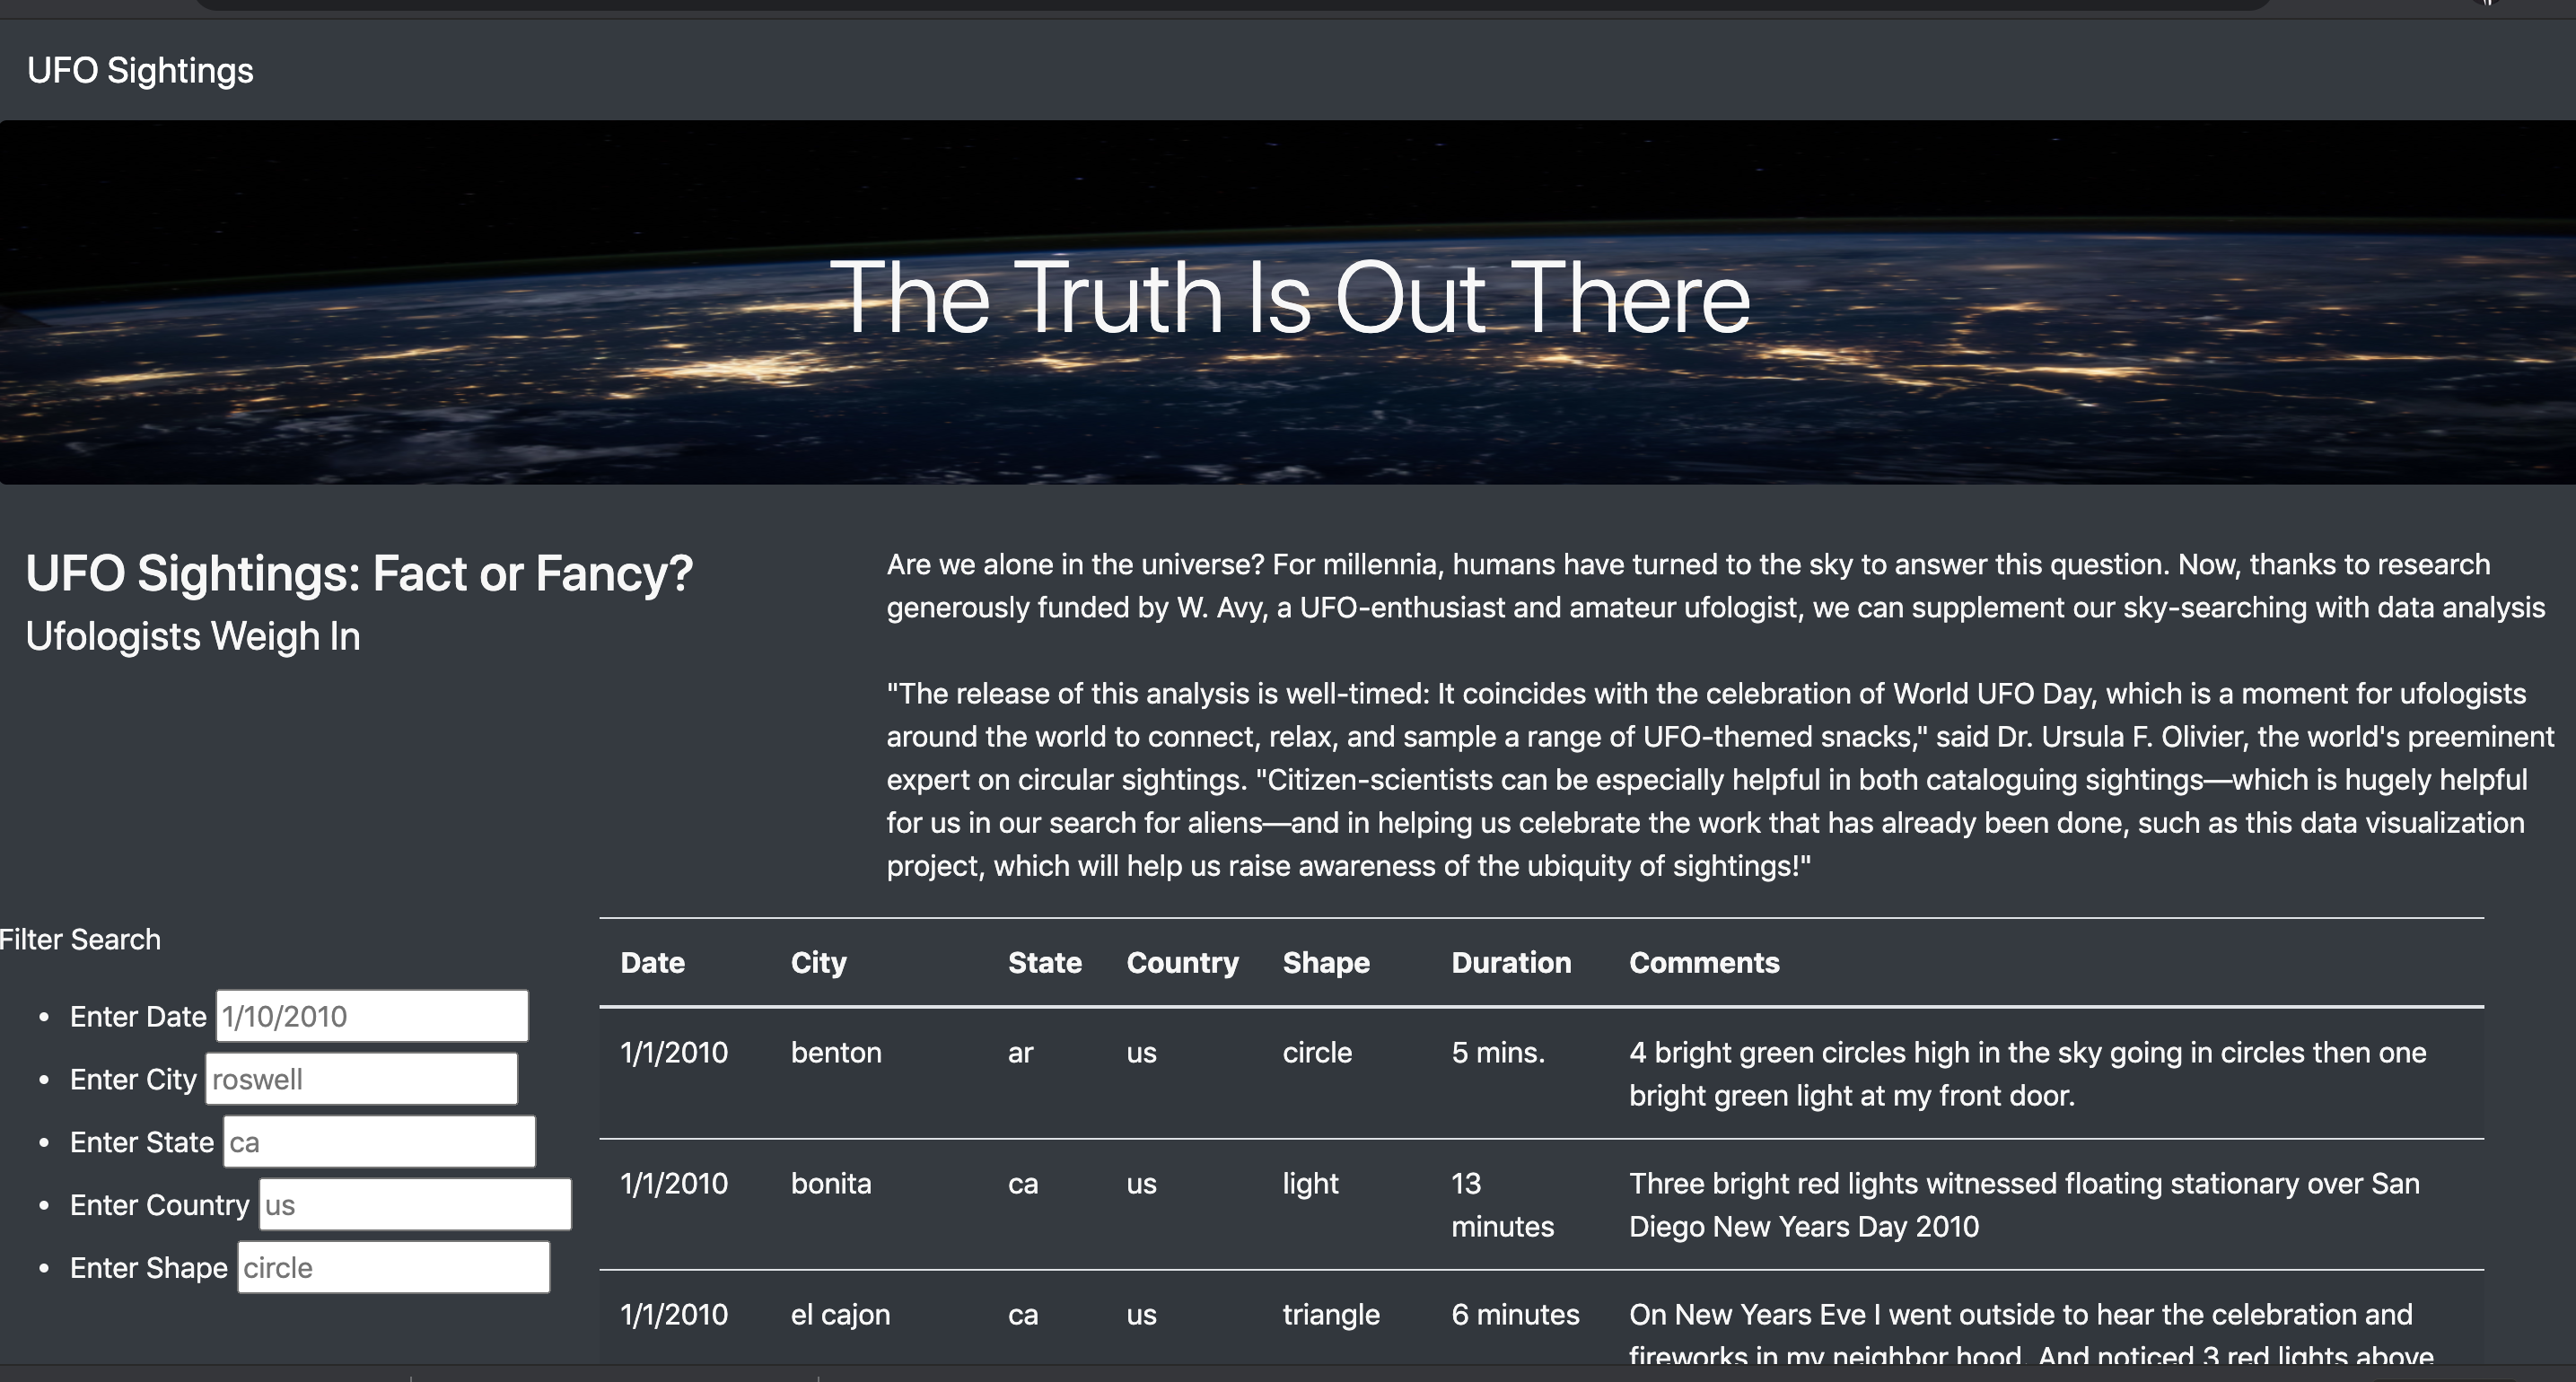 UFO Sightings
The Truth Is Out There
UFO Sightings: Fact or Fancy?
Ufologists Weigh In
Are we alone in the universe? For millennia, humans have turned to the sky to answer this question. Now, thanks to research
generously funded by W. Avy, a UFO-enthusiast and amateur ufologist, we can supplement our sky-searching with data analysis
"The release of this analysis is well-timed: It coincides with the celebration of World UFO Day, which is a moment for ufologists
around the world to connect, relax, and sample a range of UFO-themed snacks," said Dr. Ursula F. Olivier, the world's preeminent
expert on circular sightings. "Citizen-scientists can be especially helpful in both cataloguing sightings—which is hugely helpful
for us in our search for aliens—and in helping us celebrate the work that has already been done, such as this data visualization
project, which will help us raise awareness of the ubiquity of sightings!"
Filter Search
• Enter Date 1/10/2010
• Enter City roswell
• Enter State ca
• Enter Country us
• Enter Shape circle
Date City State Country Shape Duration Comments
1/1/2010 benton ar us circle 5 mins. 4 bright green circles high in the sky going in circles then one
bright green light at my front door.
1/1/2010 bonita ca us light 13 Three bright red lights witnessed floating stationary over San
minutes Diego New Years Day 2010
1/1/2010 el cajon ca us triangle 6 minutes On New Years Eve I went outside to hear the celebration and
fireworks in my neighbor hood. And noticed 3 red lights above